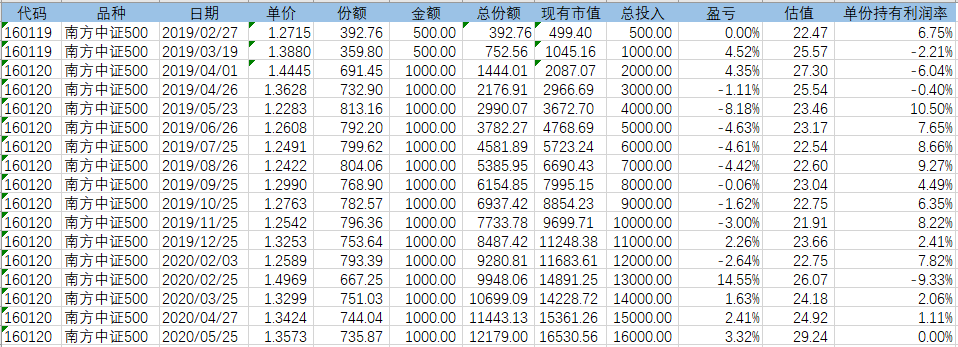 代码 品种 日期 单价 份额 金额 总份额 现有市值 总投入 盈亏 估值 单份持有利润率
160119 南方中证500 2019/02/27 1.2715 392.76 500.00 392.76 499.40 500.00 0.00% 22.47 6.75%
160119 南方中证500 2019/03/19 1.3880 359.80 500.00 752.56 1045.16 1000.00 4.52% 25.57 -2.21%
160120 南方中证500 2019/04/01 1.4445 691.45 1000.00 1444.01 2087.07 2000.00 4.35% 27.30 -6.04%
160120 南方中证500 2019/04/26 1.3628 732.90 1000.00 2176.91 2966.69 3000.00 -1.11% 25.54 -0.40%
160120 南方中证500 2019/05/23 1.2283 813.16 1000.00 2990.07 3672.70 4000.00 -8.18% 23.46 10.50%
160120 南方中证500 2019/06/26 1.2608 792.20 1000.00 3782.27 4768.69 5000.00 -4.63% 23.17 7.65%
160120 南方中证500 2019/07/25 1.2491 799.62 1000.00 4581.89 5723.24 6000.00 -4.61% 22.54 8.66%
160120 南方中证500 2019/08/26 1.2422 804.06 1000.00 5385.95 6690.43 7000.00 -4.42% 22.60 9.27%
160120 南方中证500 2019/09/25 1.2990 768.90 1000.00 6154.85 7995.15 8000.00 -0.06% 23.04 4.49%
160120 南方中证500 2019/10/25 1.2763 782.57 1000.00 6937.42 8854.23 9000.00 -1.62% 22.75 6.35%
160120 南方中证500 2019/11/25 1.2542 796.36 1000.00 7733.78 9699.71 10000.00 -3.00% 21.91 8.22%
160120 南方中证500 2019/12/25 1.3253 753.64 1000.00 8487.42 11248.38 11000.00 2.26% 23.66 2.41%
160120 南方中证500 2020/02/03 1.2589 793.39 1000.00 9280.81 11683.61 12000.00 -2.64% 22.75 7.82%
160120 南方中证500 2020/02/25 1.4969 667.25 1000.00 9948.06 14891.25 13000.00 14.55% 26.07 -9.33%
160120 南方中证500 2020/03/25 1.3299 751.03 1000.00 10699.09 14228.72 14000.00 1.63% 24.18 2.06%
160120 南方中证500 2020/04/27 1.3424 744.04 1000.00 11443.13 15361.26 15000.00 2.41% 24.92 1.11%
160120 南方中证500 2020/05/25 1.3573 735.87 1000.00 12179.00 16530.56 16000.00 3.32% 29.24 0.00%